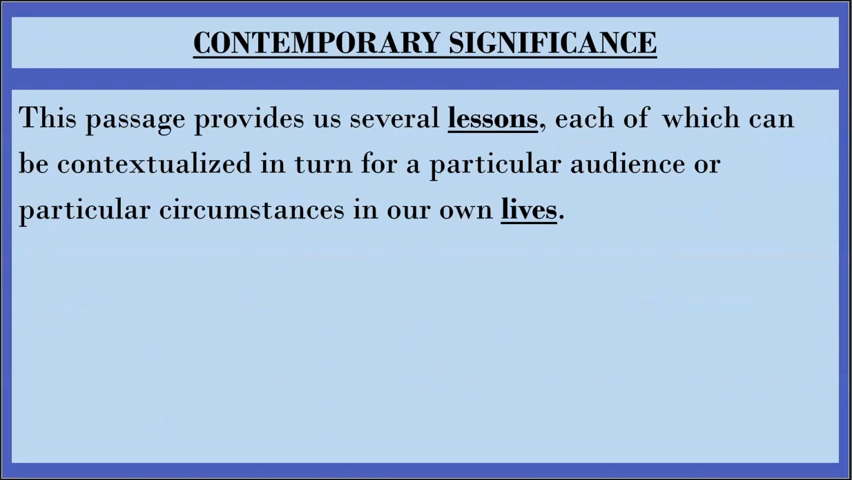 CONTEMPORARY SIGNIFICANCE
This passage provides us several lessons, each of which can
be contextualized in turn for a particular audience or
particular circumstances in our own lives.